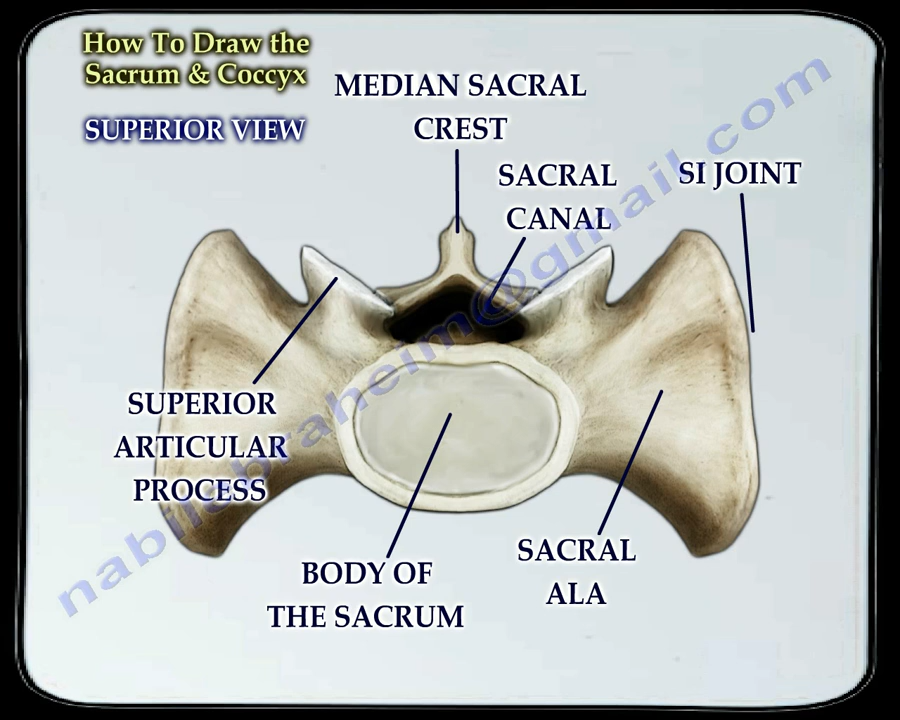 How To Draw the
Sacrum & Coccyx
SUPERIOR VIEW
MEDIAN SACRAL
CREST
SACRAL
CANAL
SI JOINT
SUPERIOR
ARTICULAR
PROCESS
BODY OF
THE SACRUM
SACRAL
ALA
nabilebraheim@gmail.com